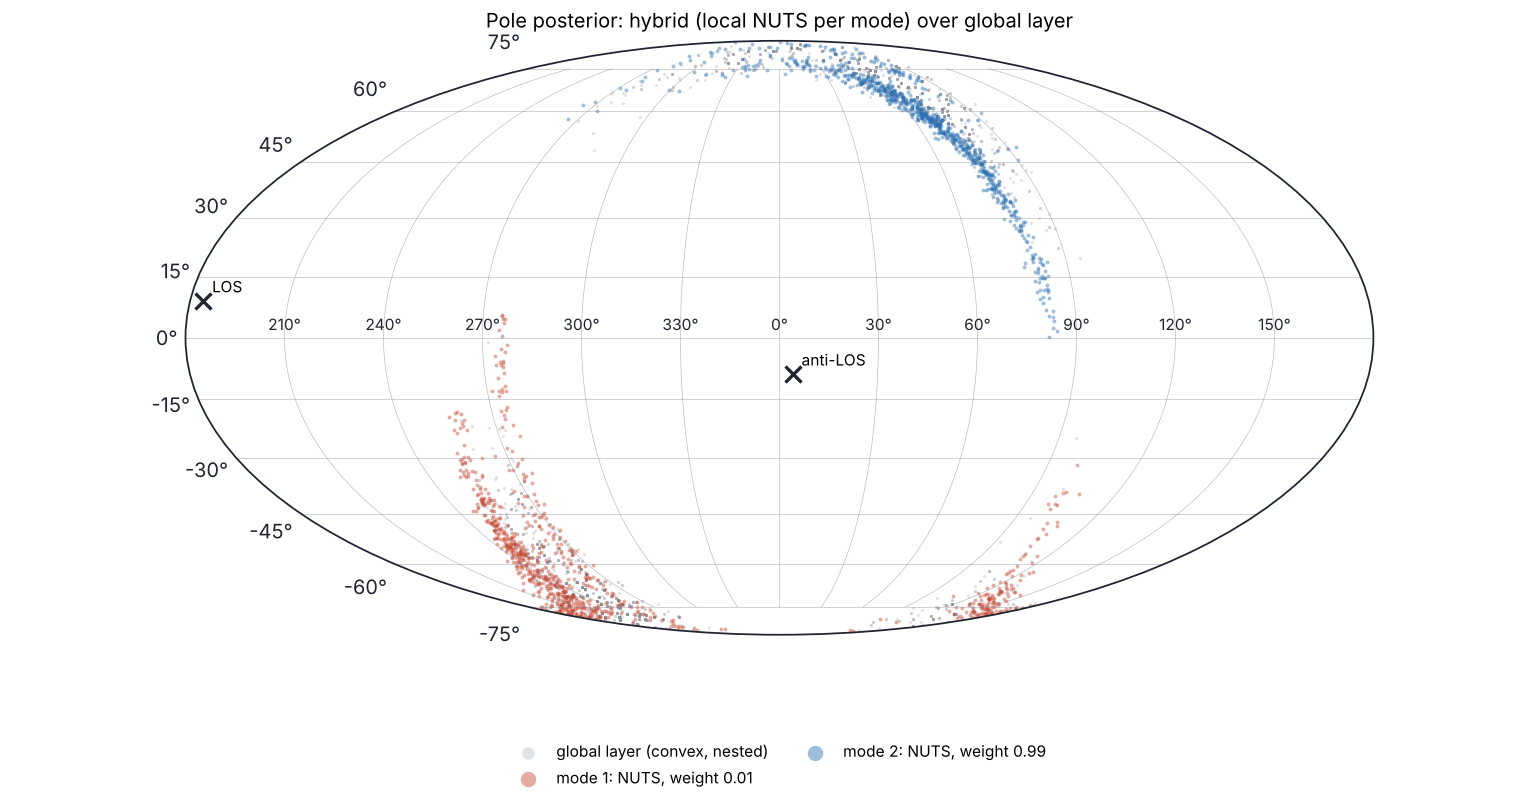 Pole posterior: hybrid (local NUTS per mode) over global layer
75°
60°
45°
30°
15°
LOS
210° 240° 270° 300° 330° 0° 30° 60° 90° 120° 150°
0°
anti-LOS
-15°
-30°
-45°
-60°
-75°
global layer (convex, nested)
mode 2: NUTS, weight 0.99
mode 1: NUTS, weight 0.01